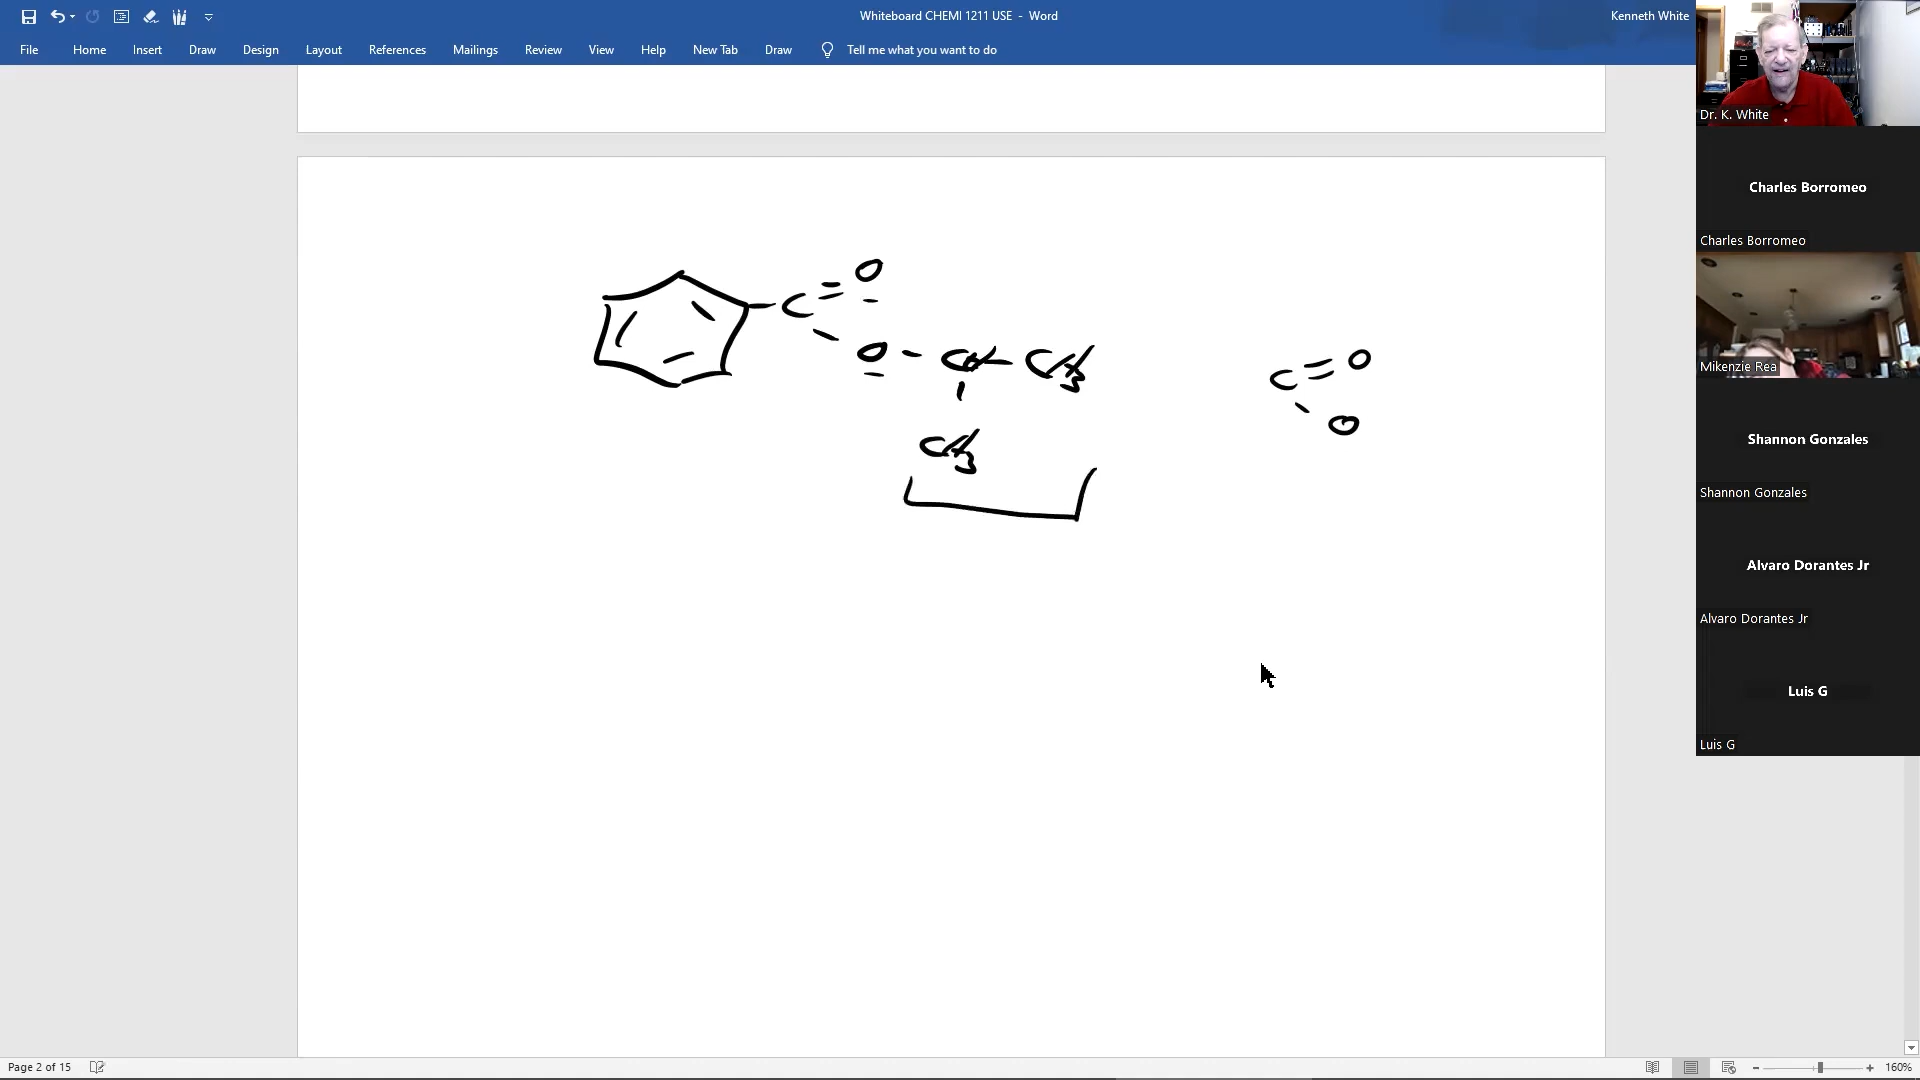 Whiteboard CHEMI 1211 USE - Word
Kenneth White
File Home Insert Draw Design Layout References Mailings Review View Help New Tab Draw Tell me what you want to do
Dr. K. White
Charles Borromeo
Charles Borromeo
Mikenzie Rea
Shannon Gonzales
Shannon Gonzales
Alvaro Dorantes Jr
Alvaro Dorantes Jr
Luis G
Luis G
C = O
O - CH - CH3
CH3
C = O
O
Page 2 of 15
160%